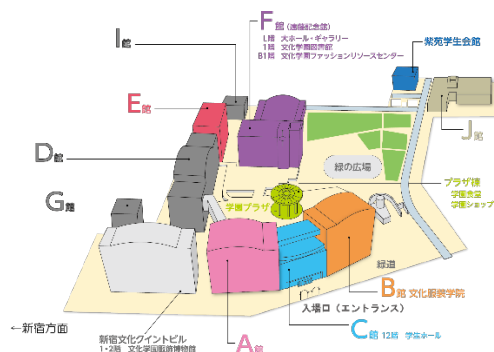 I館
F館（遠藤記念館）
L階 大ホール・ギャラリー
1階 文化学園図書館
B1階 文化学園ファッションリソースセンター
紫苑学生会館
E館
J館
D館
緑の広場
G館
プラザ棟
学園食堂
学園ショップ
学園プラザ
緑道
B館 文化服装学院
入場口（エントランス）
C館 12階 学生ホール
←新宿方面
新宿文化クイントビル
1・2階 文化学園服飾博物館
A館